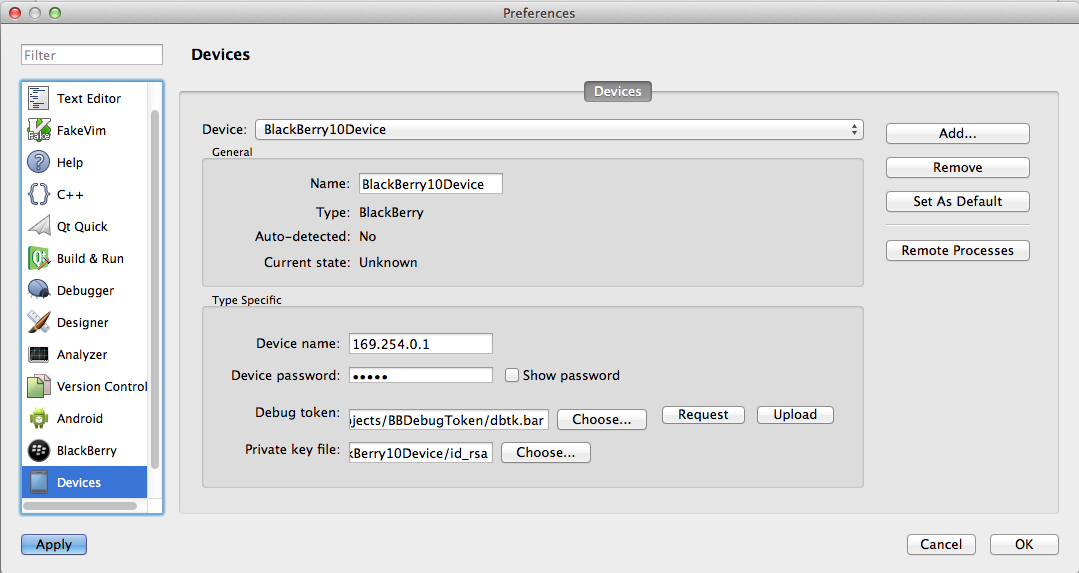 Preferences
Filter
Devices
Text Editor
FakeVim
Help
C++
Qt Quick
Build & Run
Debugger
Designer
Analyzer
Version Control
Android
BlackBerry
Devices
Devices
Device: BlackBerry10Device
General
Name: BlackBerry10Device
Type: BlackBerry
Auto-detected: No
Current state: Unknown
Type Specific
Device name: 169.254.0.1
Device password: ••••• Show password
Debug token: jects/BBDebugToken/dbtk.bar Choose... Request Upload
Private key file: Berry10Device/id_rsa Choose...
Add...
Remove
Set As Default
Remote Processes
Apply
Cancel
OK